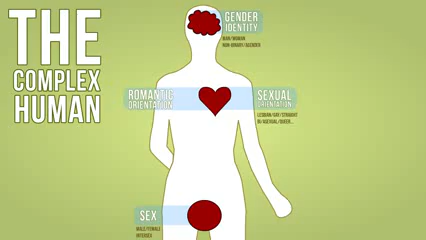 THE
COMPLEX
HUMAN
GENDER
IDENTITY
MAN/WOMAN
NON-BINARY/AGENDER
ROMANTIC
ORIENTATION
SEXUAL
ORIENTATION
LESBIAN/GAY/STRAIGHT
BI/ASEXUAL/QUEER...
SEX
MALE/FEMALE
INTERSEX